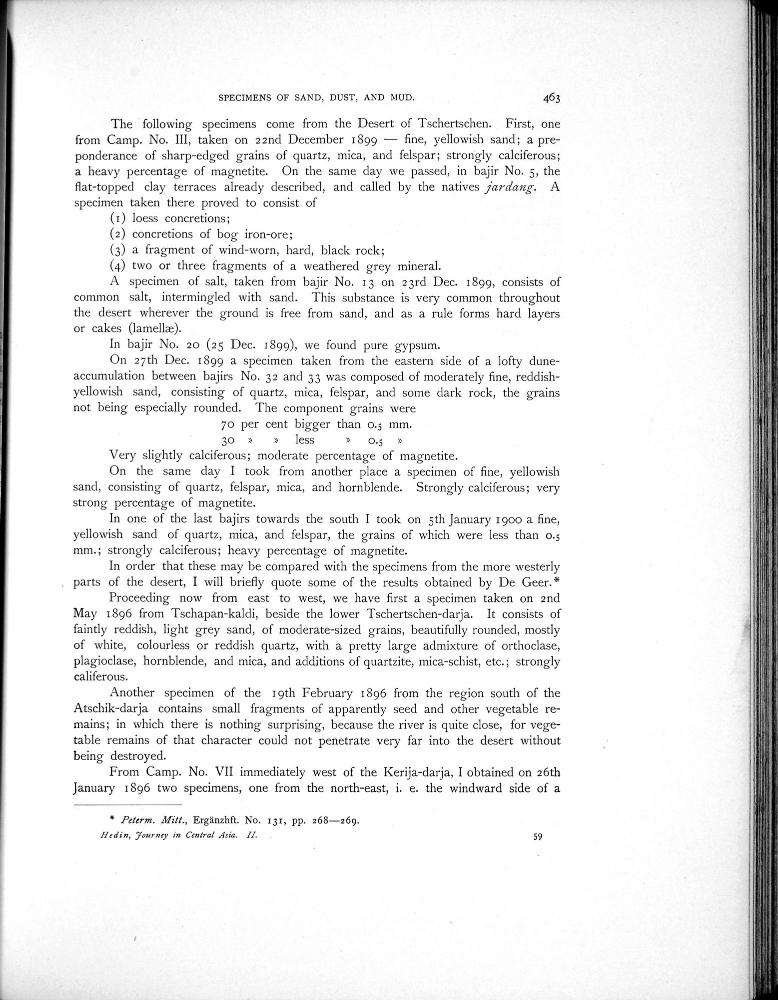 SPECIMENS OF SAND, DUST, AND MUD. 463
The following specimens come from the Desert of Tschertschen. First, one
from Camp. No. III, taken on 22nd December 1899 — fine, yellowish sand; a pre-
ponderance of sharp-edged grains of quartz, mica, and felspar; strongly calciferous;
a heavy percentage of magnetite. On the same day we passed, in bajir No. 5, the
flat-topped clay terraces already described, and called by the natives jardang. A
specimen taken there proved to consist of
(1) loess concretions;
(2) concretions of bog iron-ore;
(3) a fragment of wind-worn, hard, black rock;
(4) two or three fragments of a weathered grey mineral.
A specimen of salt, taken from bajir No. 13 on 23rd Dec. 1899, consists of
common salt, intermingled with sand. This substance is very common throughout
the desert wherever the ground is free from sand, and as a rule forms hard layers
or cakes (lamellæ).
In bajir No. 20 (25 Dec. 1899), we found pure gypsum.
On 27th Dec. 1899 a specimen taken from the eastern side of a lofty dune-
accumulation between bajirs No. 32 and 33 was composed of moderately fine, reddish-
yellowish sand, consisting of quartz, mica, felspar, and some dark rock, the grains
not being especially rounded. The component grains were
70 per cent bigger than 0.5 mm.
30 » » less » 0.5 »
Very slightly calciferous; moderate percentage of magnetite.
On the same day I took from another place a specimen of fine, yellowish
sand, consisting of quartz, felspar, mica, and hornblende. Strongly calciferous; very
strong percentage of magnetite.
In one of the last bajirs towards the south I took on 5th January 1900 a fine,
yellowish sand of quartz, mica, and felspar, the grains of which were less than 0.5
mm.; strongly calciferous; heavy percentage of magnetite.
In order that these may be compared with the specimens from the more westerly
parts of the desert, I will briefly quote some of the results obtained by De Geer.*
Proceeding now from east to west, we have first a specimen taken on 2nd
May 1896 from Tschapan-kaldi, beside the lower Tschertschen-darja. It consists of
faintly reddish, light grey sand, of moderate-sized grains, beautifully rounded, mostly
of white, colourless or reddish quartz, with a pretty large admixture of orthoclase,
plagioclase, hornblende, and mica, and additions of quartzite, mica-schist, etc.; strongly
califerous.
Another specimen of the 19th February 1896 from the region south of the
Atschik-darja contains small fragments of apparently seed and other vegetable re-
mains; in which there is nothing surprising, because the river is quite close, for vege-
table remains of that character could not penetrate very far into the desert without
being destroyed.
From Camp. No. VII immediately west of the Kerija-darja, I obtained on 26th
January 1896 two specimens, one from the north-east, i. e. the windward side of a
* Peterm. Mitt., Ergänzhft. No. 131, pp. 268—269.
Hedin, Journey in Central Asia. II. 59